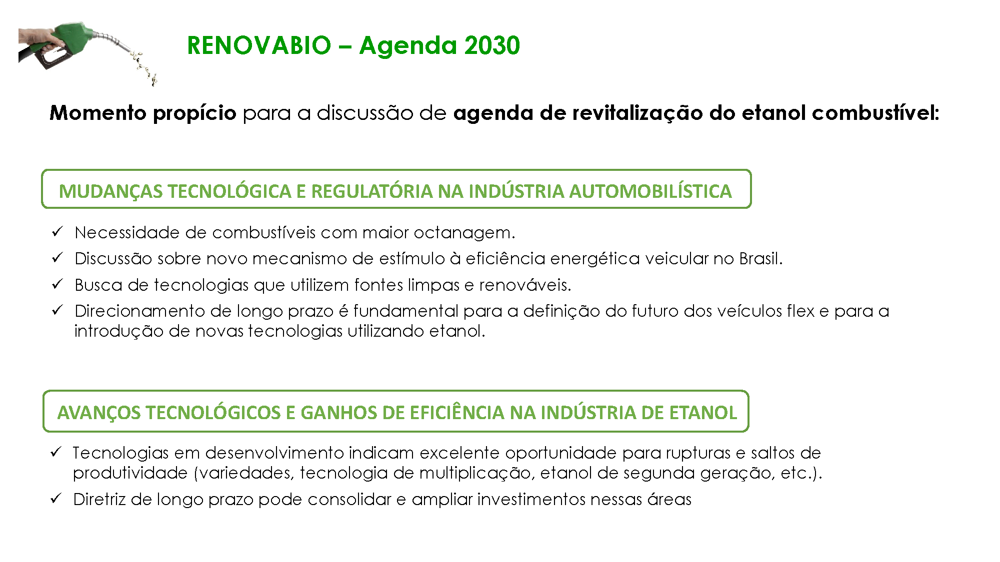 RENOVABIO – Agenda 2030
Momento propício para a discussão de agenda de revitalização do etanol combustível:
MUDANÇAS TECNOLÓGICA E REGULATÓRIA NA INDÚSTRIA AUTOMOBILÍSTICA
✓ Necessidade de combustíveis com maior octanagem.
✓ Discussão sobre novo mecanismo de estímulo à eficiência energética veicular no Brasil.
✓ Busca de tecnologias que utilizem fontes limpas e renováveis.
✓ Direcionamento de longo prazo é fundamental para a definição do futuro dos veículos flex e para a
introdução de novas tecnologias utilizando etanol.
AVANÇOS TECNOLÓGICOS E GANHOS DE EFICIÊNCIA NA INDÚSTRIA DE ETANOL
✓ Tecnologias em desenvolvimento indicam excelente oportunidade para rupturas e saltos de
produtividade (variedades, tecnologia de multiplicação, etanol de segunda geração, etc.).
✓ Diretriz de longo prazo pode consolidar e ampliar investimentos nessas áreas